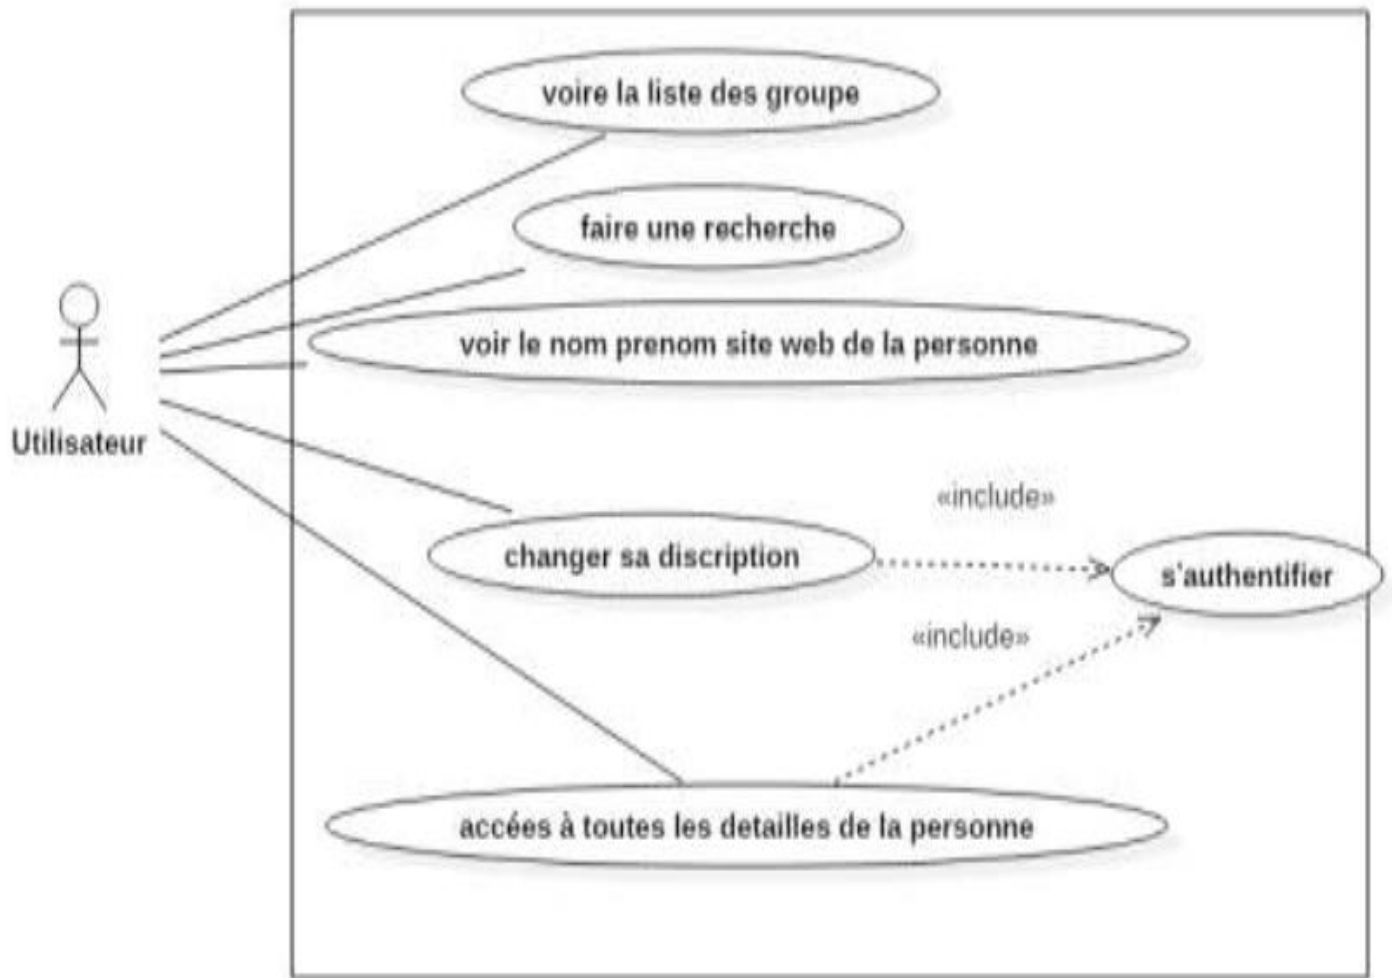 voire la liste des groupe
faire une recherche
voir le nom prenom site web de la personne
Utilisateur
«include»
changer sa discription
s'authentifier
«include»
accées à toutes les detailles de la personne